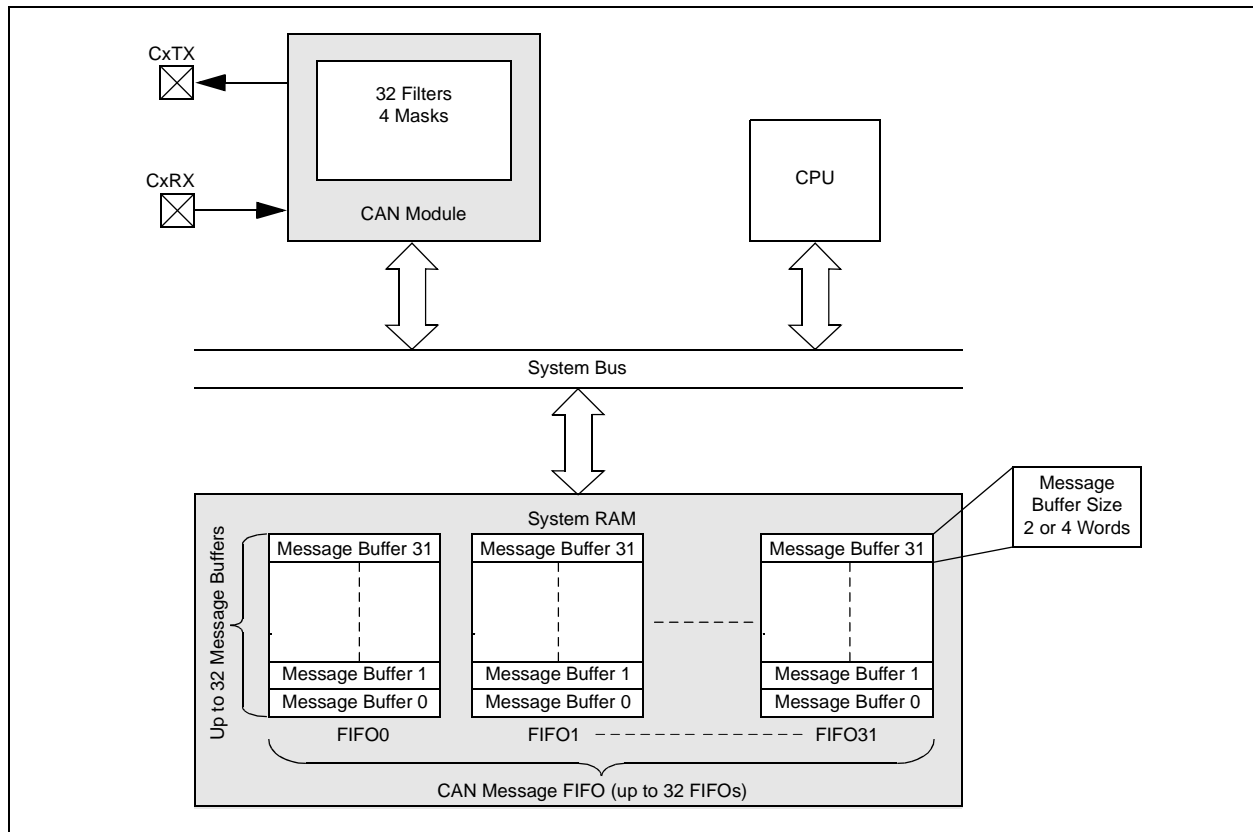 CxTX
32 Filters
4 Masks
CxRX
CAN Module
CPU
System Bus
Message
Buffer Size
2 or 4 Words
System RAM
Up to 32 Message Buffers
Message Buffer 31
Message Buffer 31
Message Buffer 31
Message Buffer 1
Message Buffer 1
Message Buffer 1
Message Buffer 0
Message Buffer 0
Message Buffer 0
FIFO0
FIFO1
FIFO31
CAN Message FIFO (up to 32 FIFOs)